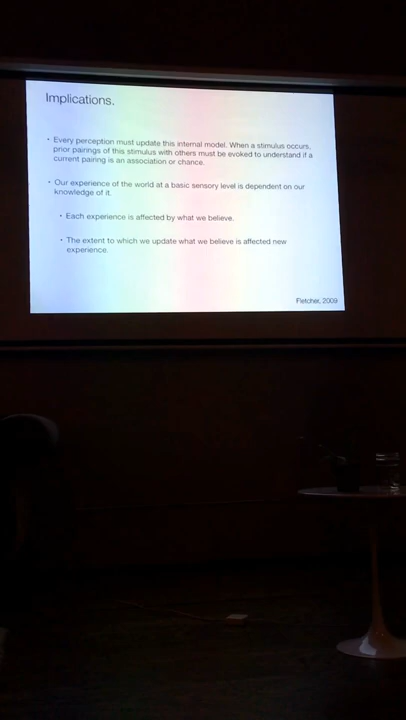 Implications.
• Every perception must update this internal model. When a stimulus occurs,
prior pairings of this stimulus with others must be evoked to understand if a
current pairing is an association or chance.
• Our experience of the world at a basic sensory level is dependent on our
knowledge of it.
• Each experience is affected by what we believe.
• The extent to which we update what we believe is affected new
experience.
Fletcher, 2009